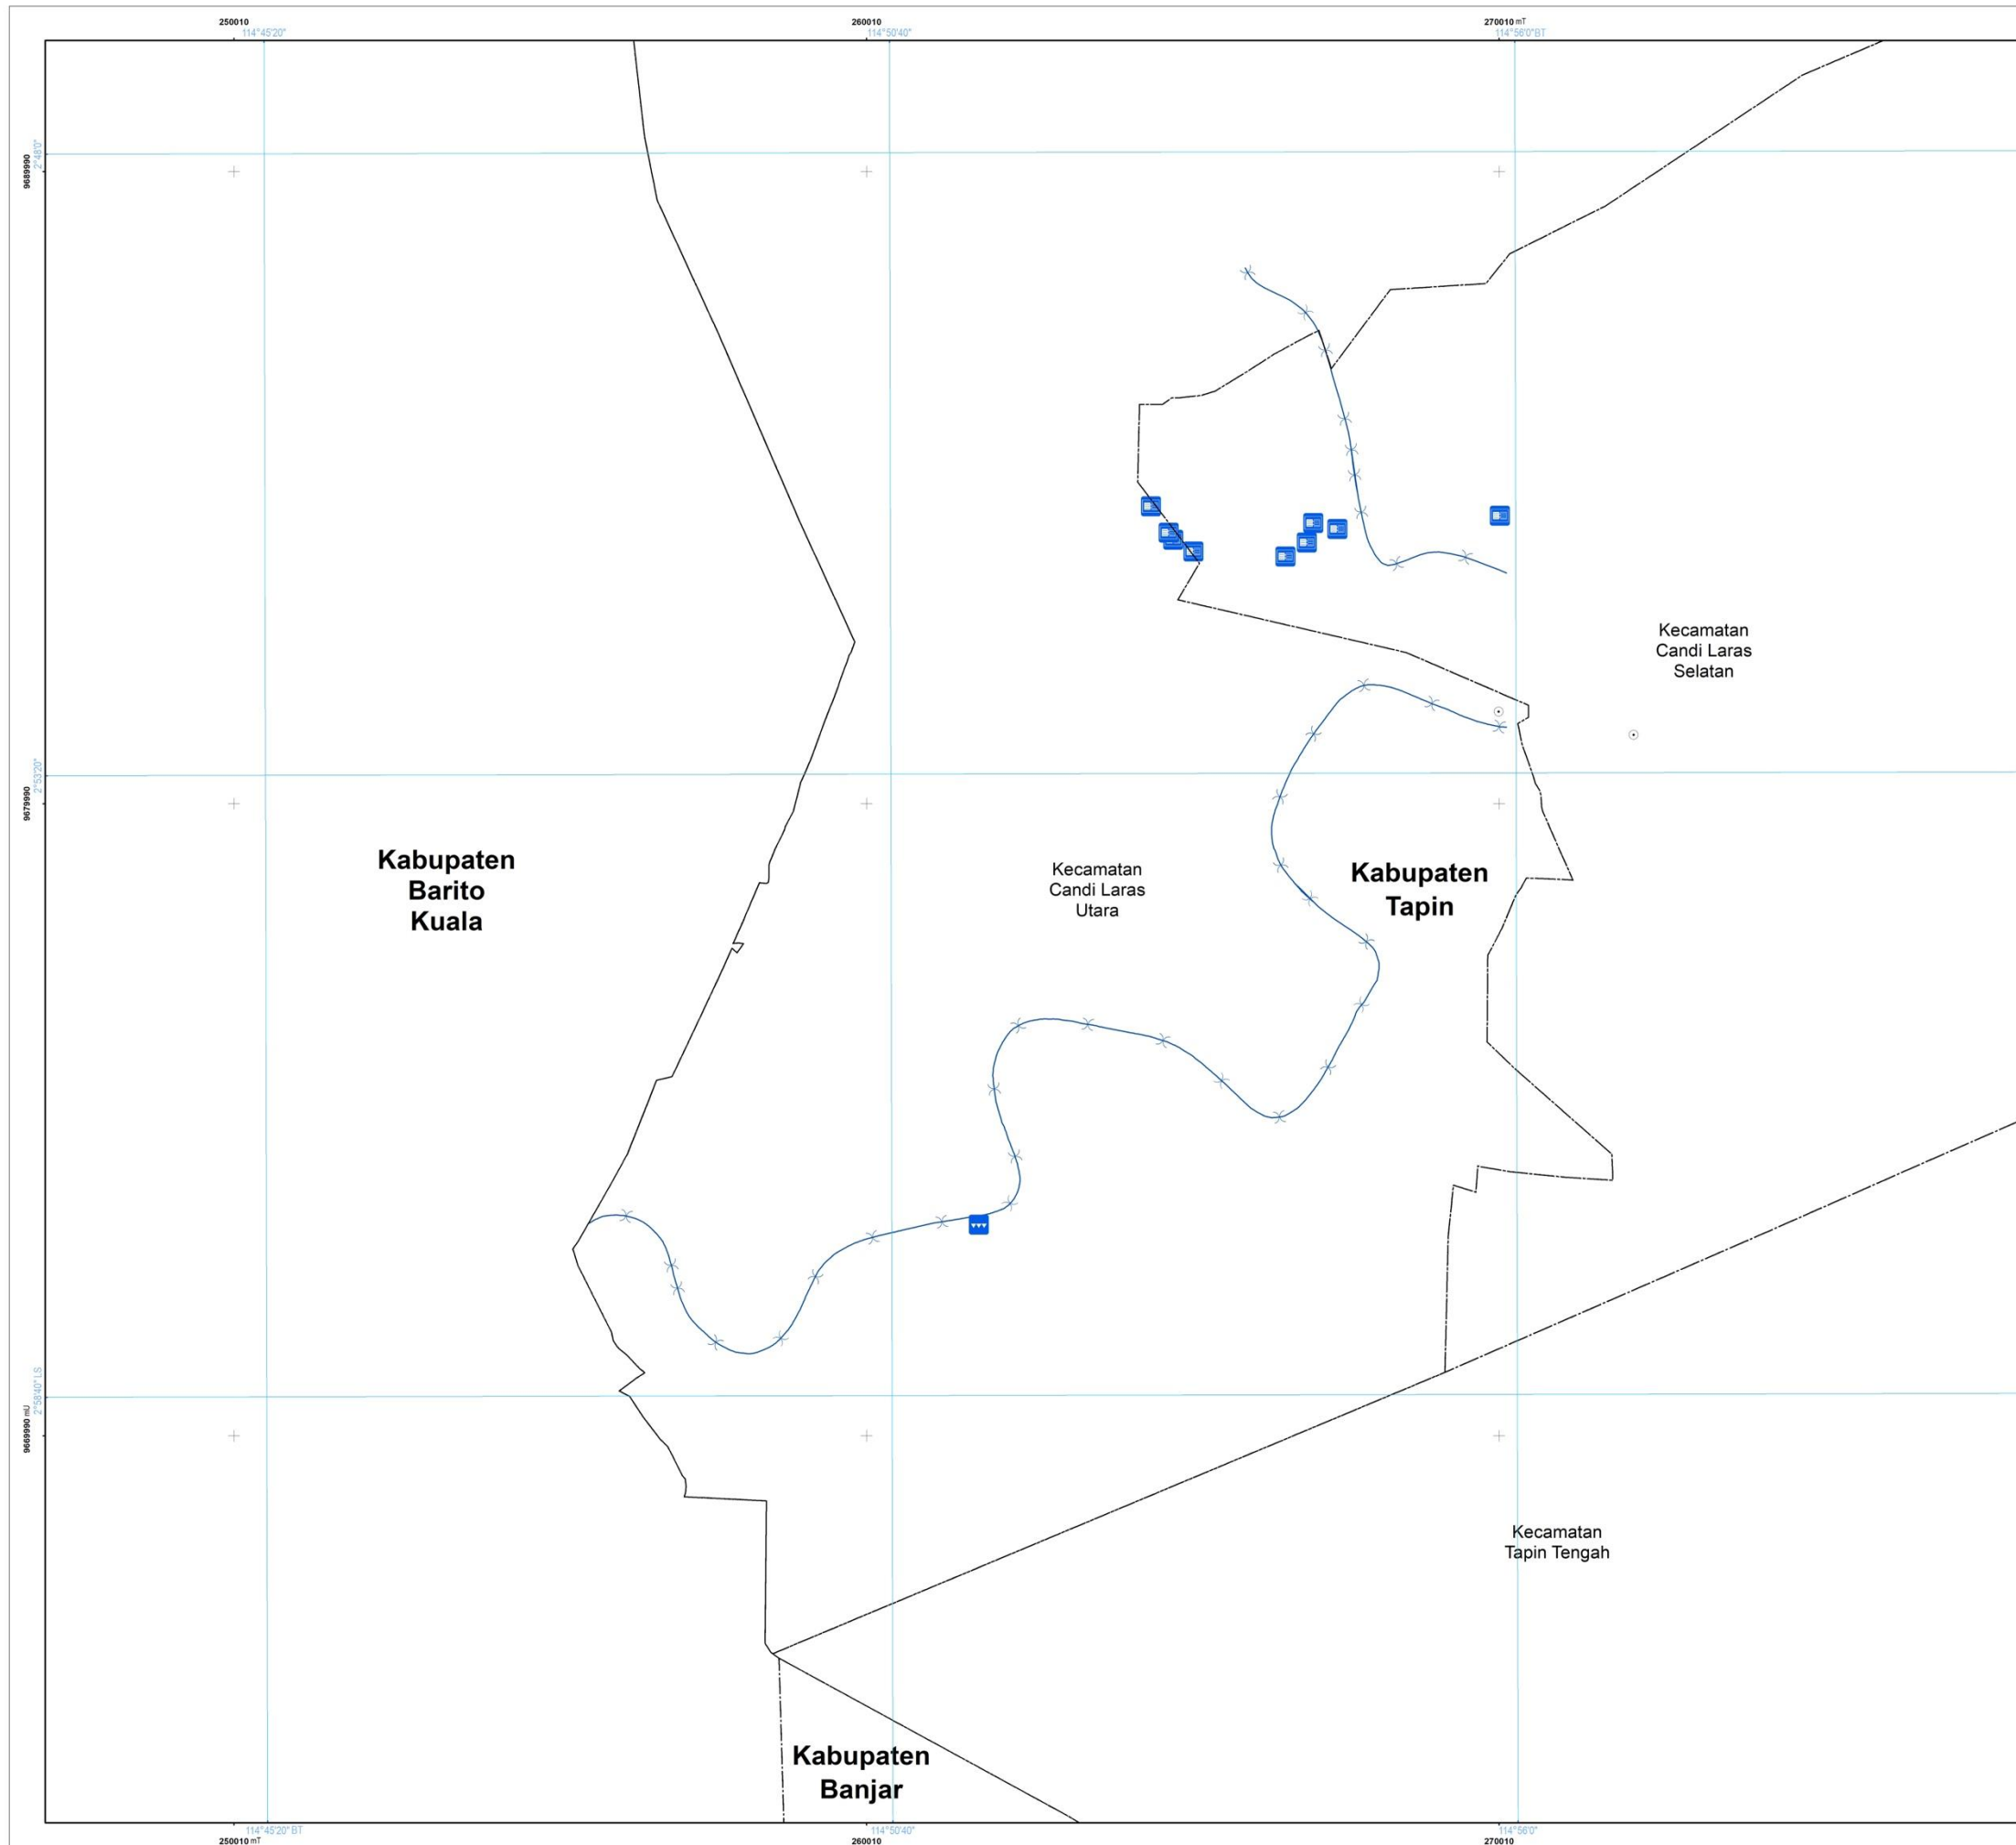 250010
260010
270010 mT
114°45'20"
114°50'40"
114°56'0"BT
9689990
2°48'0"
Kecamatan
Candi Laras
Selatan
9679990
2°53'20"
Kabupaten
Barito
Kuala
Kecamatan
Candi Laras
Utara
Kabupaten
Tapin
9669990 mU
2°58'40" LS
Kecamatan
Tapin Tengah
Kabupaten
Banjar
114°45'20" BT
114°50'40"
114°56'0"
250010 mT
260010
270010